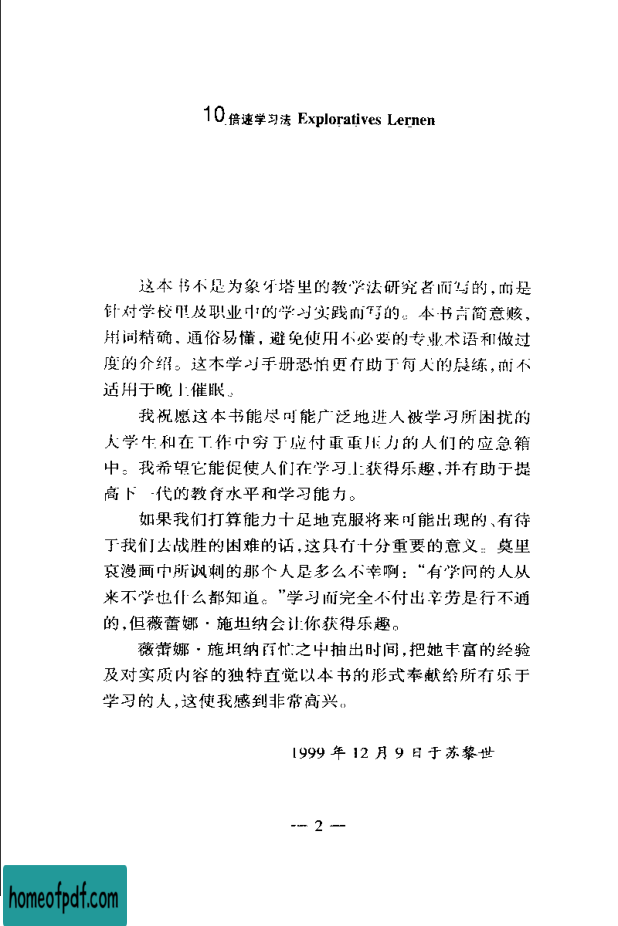 10倍速学习法 Exploratives Lernen
这本书不是为象牙塔里的教学法研究者而写的,而是
针对学校里及职业中的学习实践而写的。本书言简意赅,
用词精确,通俗易懂,避免使用不必要的专业术语和做过
度的介绍。这本学习手册恐怕更有助于每天的晨练,而不
适用于晚上催眠。
我祝愿这本书能尽可能广泛地进入被学习所困扰的
大学生和在工作中穷于应付重重压力的人们的应急箱
中。我希望它能促使人们在学习上获得乐趣,并有助于提
高下一代的教育水平和学习能力。
如果我们打算能力十足地克服将来可能出现的、有待
于我们去战胜的困难的话,这具有十分重要的意义。莫里
哀漫画中所讽刺的那个人是多么不幸啊:“有学问的人从
来不学也什么都知道。”学习而完全不付出辛劳是行不通
的,但薇蕾娜·施坦纳会让你获得乐趣。
薇蕾娜·施坦纳百忙之中抽出时间,把她丰富的经验
及对实质内容的独特直觉以本书的形式奉献给所有乐于
学习的人,这使我感到非常高兴。
1999 年 12 月 9 日于苏黎世
— 2 —
homeofpdf.com